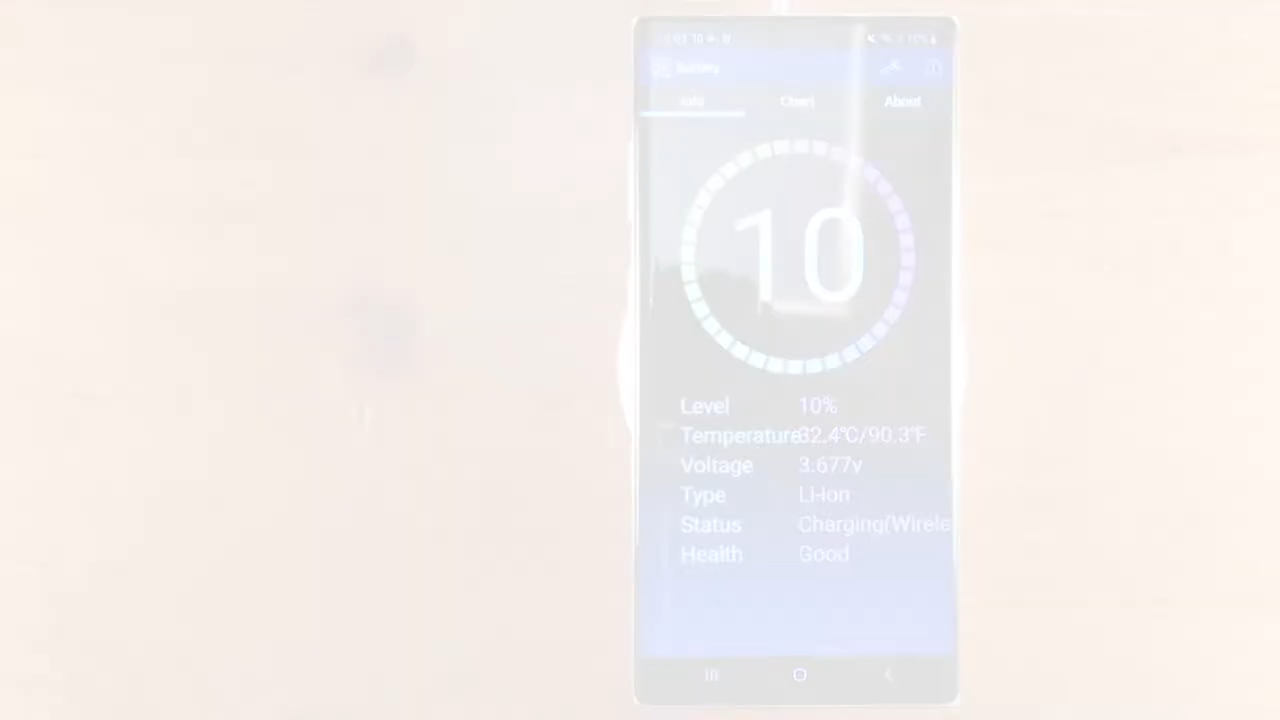 Battery
Info Chart About
10
Level 10%
Temperature 32.4℃/90.3℉
Voltage 3.677v
Type Li-ion
Status Charging(Wirele
Health Good